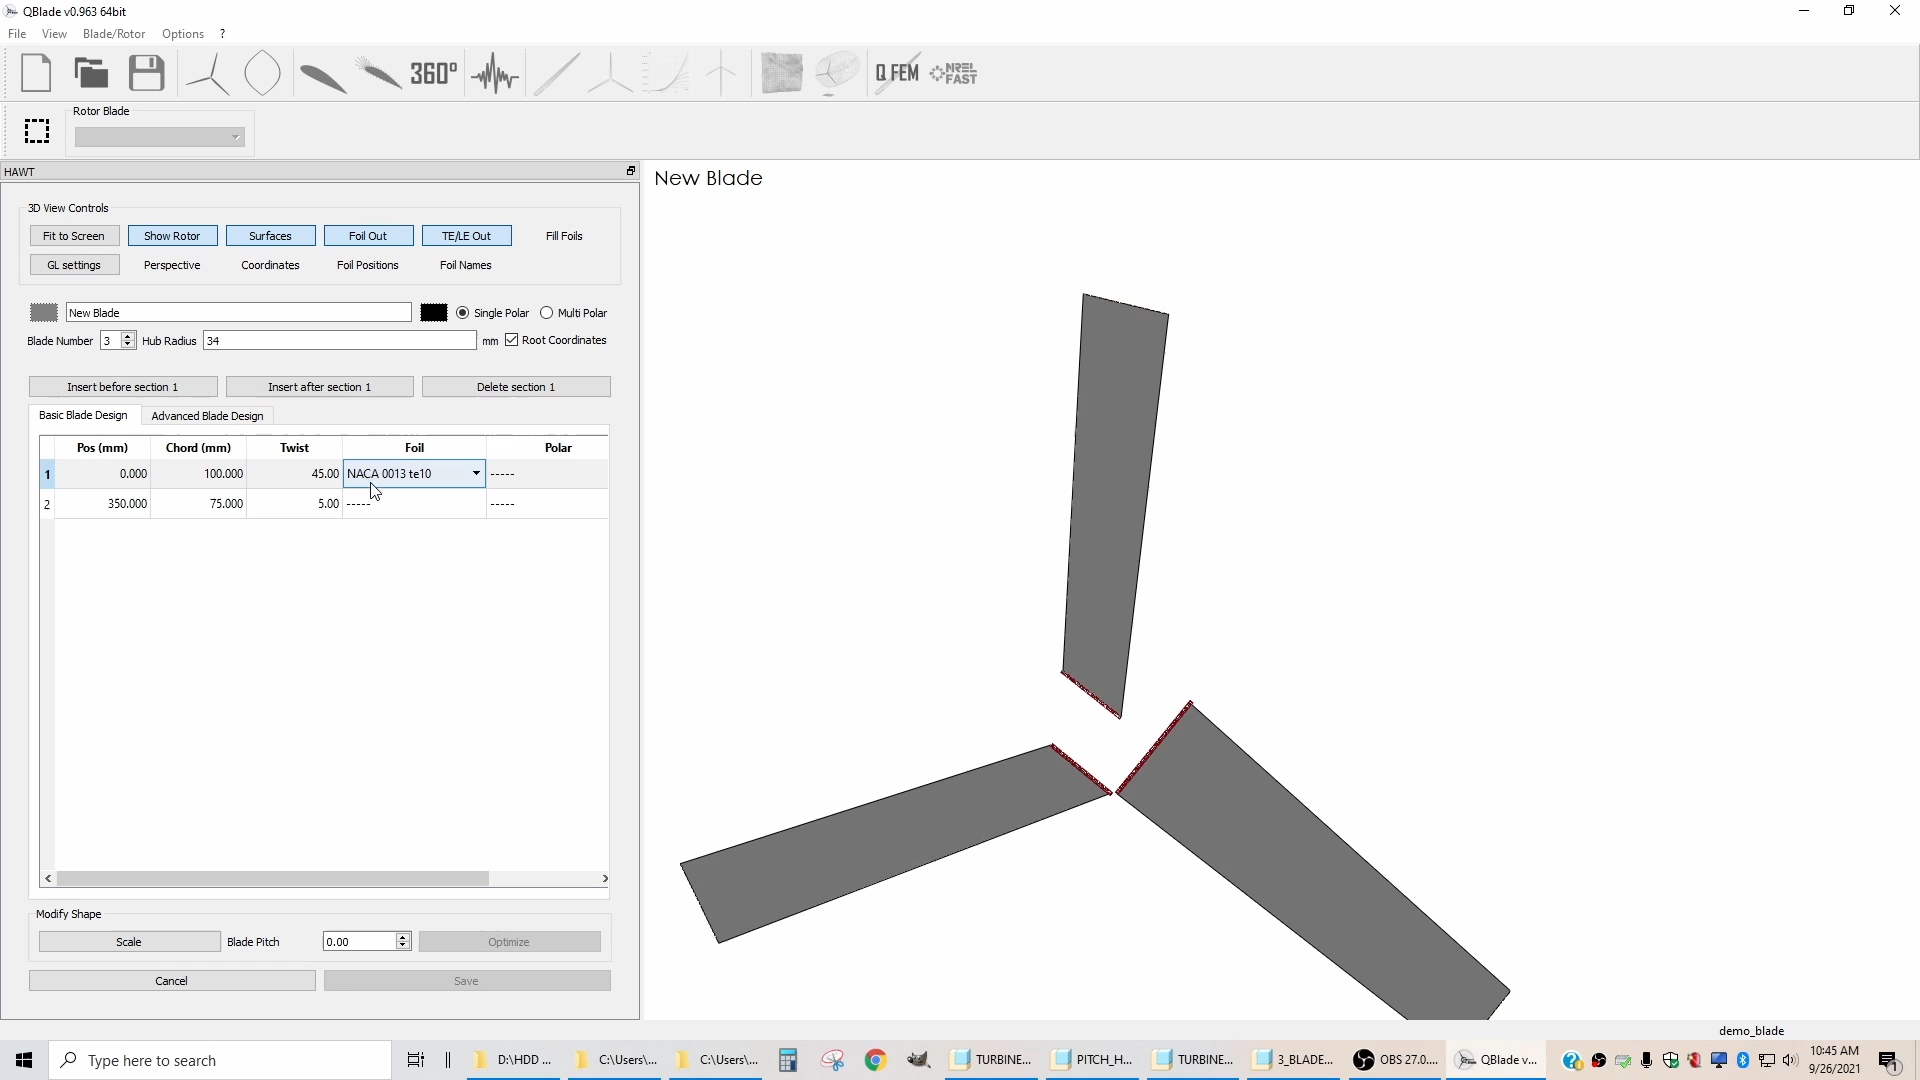 QBlade v0.963 64bit
File View Blade/Rotor Options ?
360° Q FEM NREL FAST
Rotor Blade
HAWT
New Blade
3D View Controls
Fit to Screen Show Rotor Surfaces Foil Out TE/LE Out Fill Foils
GL settings Perspective Coordinates Foil Positions Foil Names
New Blade Single Polar Multi Polar
Blade Number 3 Hub Radius 34 mm Root Coordinates
Insert before section 1 Insert after section 1 Delete section 1
Basic Blade Design Advanced Blade Design
Pos (mm) Chord (mm) Twist Foil Polar
1 0.000 100.000 45.00 NACA 0013 te10 -----
2 350.000 75.000 5.00 ----- -----
Modify Shape
Scale Blade Pitch 0.00 Optimize
Cancel Save
demo_blade
Type here to search D:\HDD ... C:\Users\... C:\Users\... TURBINE... PITCH_H... TURBINE... 3_BLADE... OBS 27.0.... QBlade v... 10:45 AM
9/26/2021 1